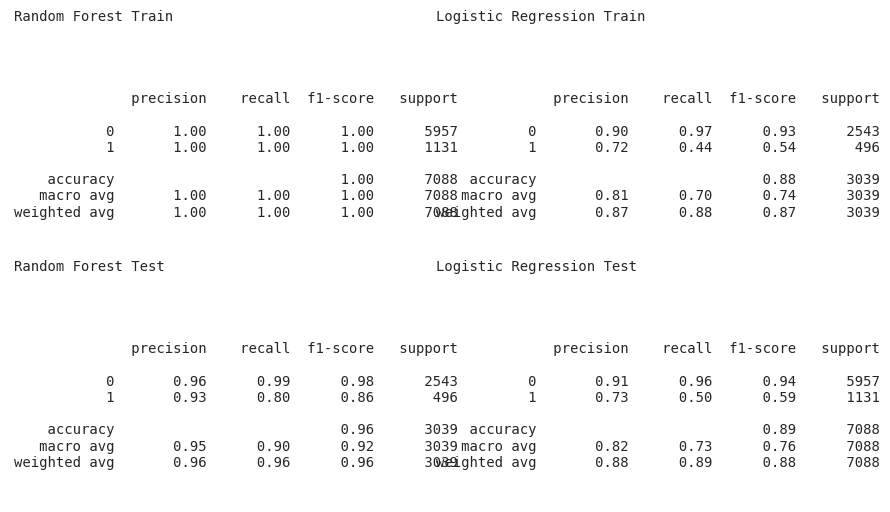 Random Forest Train
precision recall f1-score support
0 1.00 1.00 1.00 5957
1 1.00 1.00 1.00 1131
accuracy 1.00 7088
macro avg 1.00 1.00 1.00 7088
weighted avg 1.00 1.00 1.00 7088
Logistic Regression Train
precision recall f1-score support
0 0.90 0.97 0.93 2543
1 0.72 0.44 0.54 496
accuracy 0.88 3039
macro avg 0.81 0.70 0.74 3039
weighted avg 0.87 0.88 0.87 3039
Random Forest Test
precision recall f1-score support
0 0.96 0.99 0.98 2543
1 0.93 0.80 0.86 496
accuracy 0.96 3039
macro avg 0.95 0.90 0.92 3039
weighted avg 0.96 0.96 0.96 3039
Logistic Regression Test
precision recall f1-score support
0 0.91 0.96 0.94 5957
1 0.73 0.50 0.59 1131
accuracy 0.89 7088
macro avg 0.82 0.73 0.76 7088
weighted avg 0.88 0.89 0.88 7088